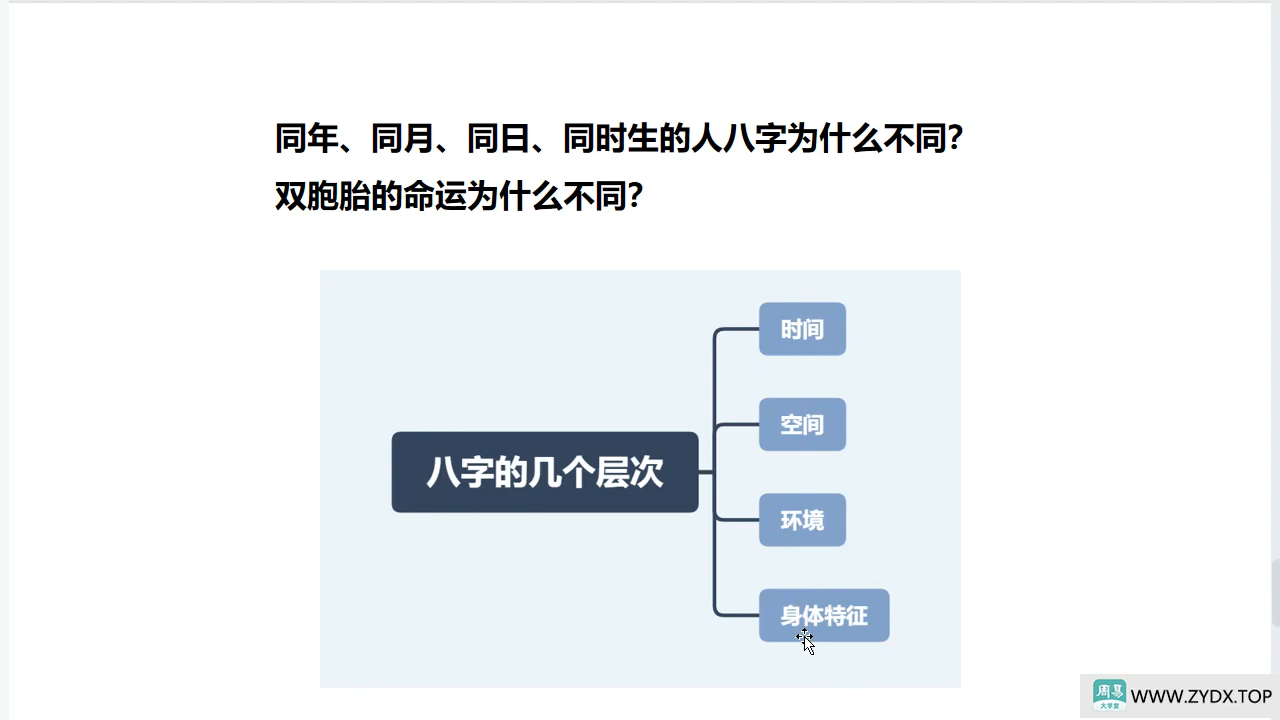 同年、同月、同日、同时生的人八字为什么不同?
双胞胎的命运为什么不同?
时间
空间
八字的几个层次
环境
身体特征
周易
大学堂
WWW.ZYDX.TOP